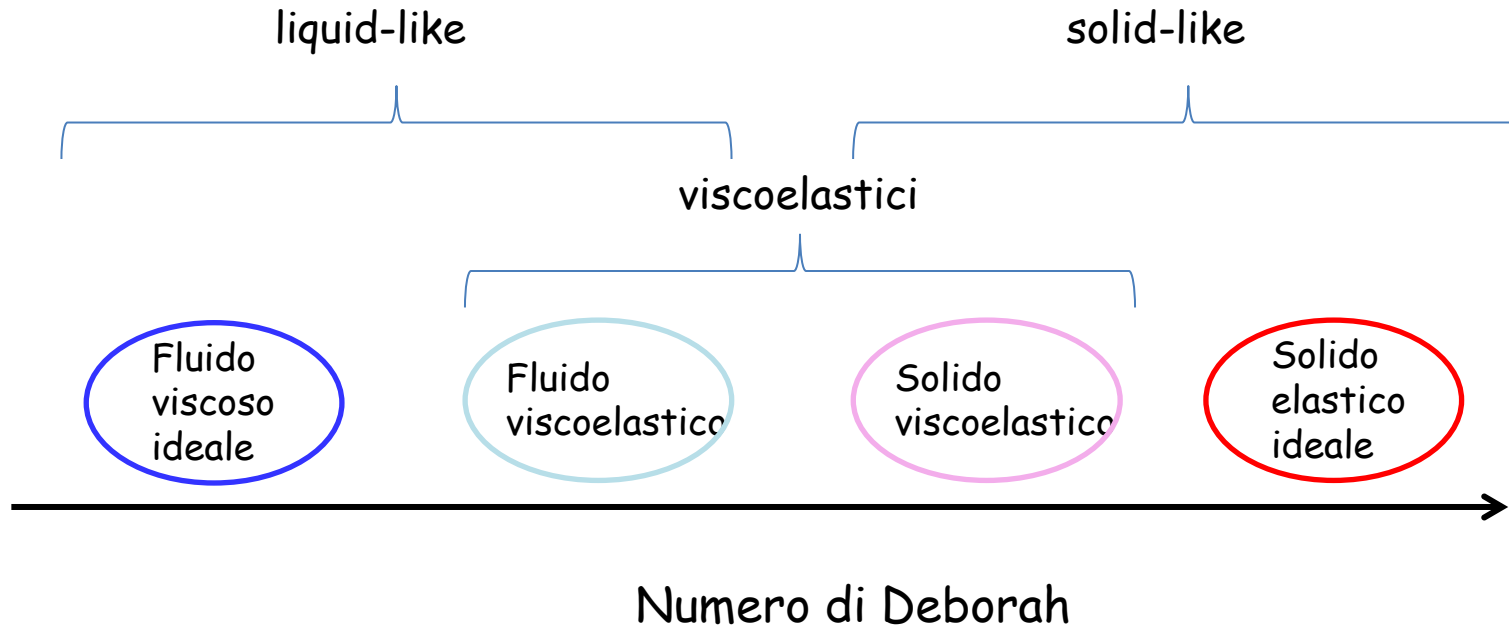 liquid-like
solid-like
viscoelastici
Fluido
viscoso
ideale
Fluido
viscoelastico
Solido
viscoelastico
Solido
elastico
ideale
Numero di Deborah